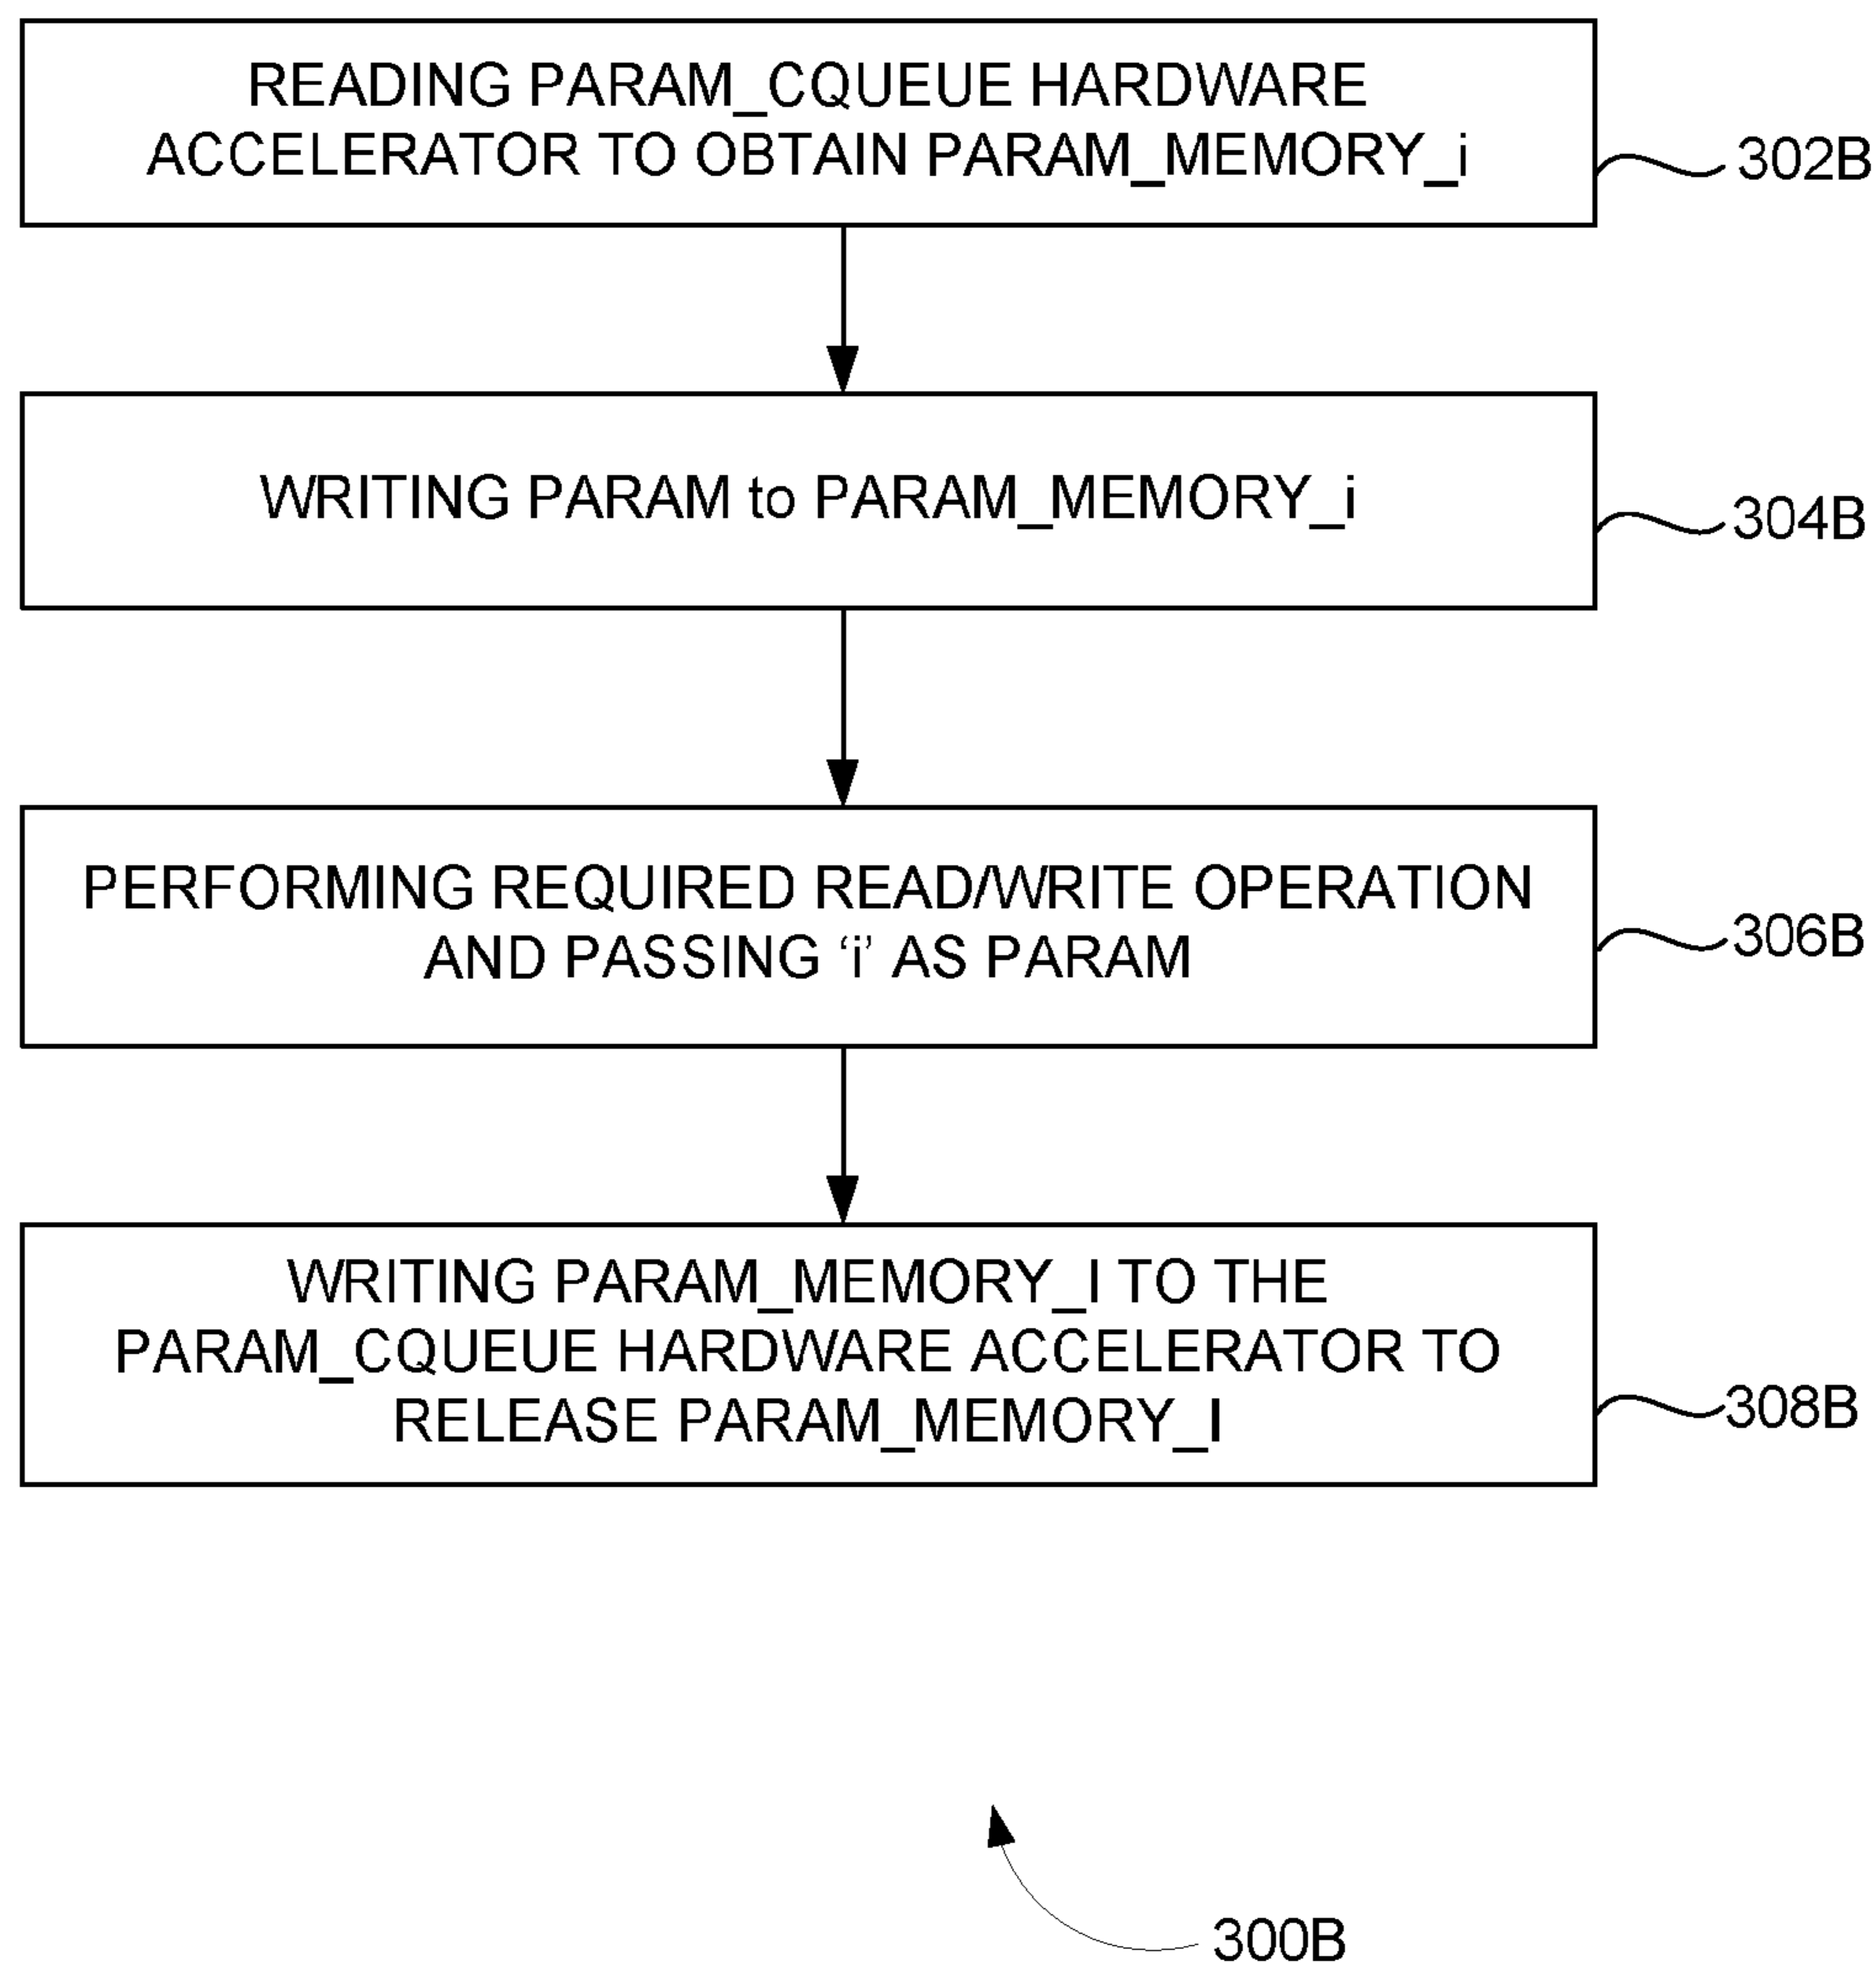 READING PARAM_CQUEUE HARDWARE
ACCELERATOR TO OBTAIN PARAM_MEMORY_i
302B
WRITING PARAM to PARAM_MEMORY_i
304B
PERFORMING REQUIRED READ/WRITE OPERATION
AND PASSING ‘i’ AS PARAM
306B
WRITING PARAM_MEMORY_I TO THE
PARAM_CQUEUE HARDWARE ACCELERATOR TO
RELEASE PARAM_MEMORY_I
308B
300B